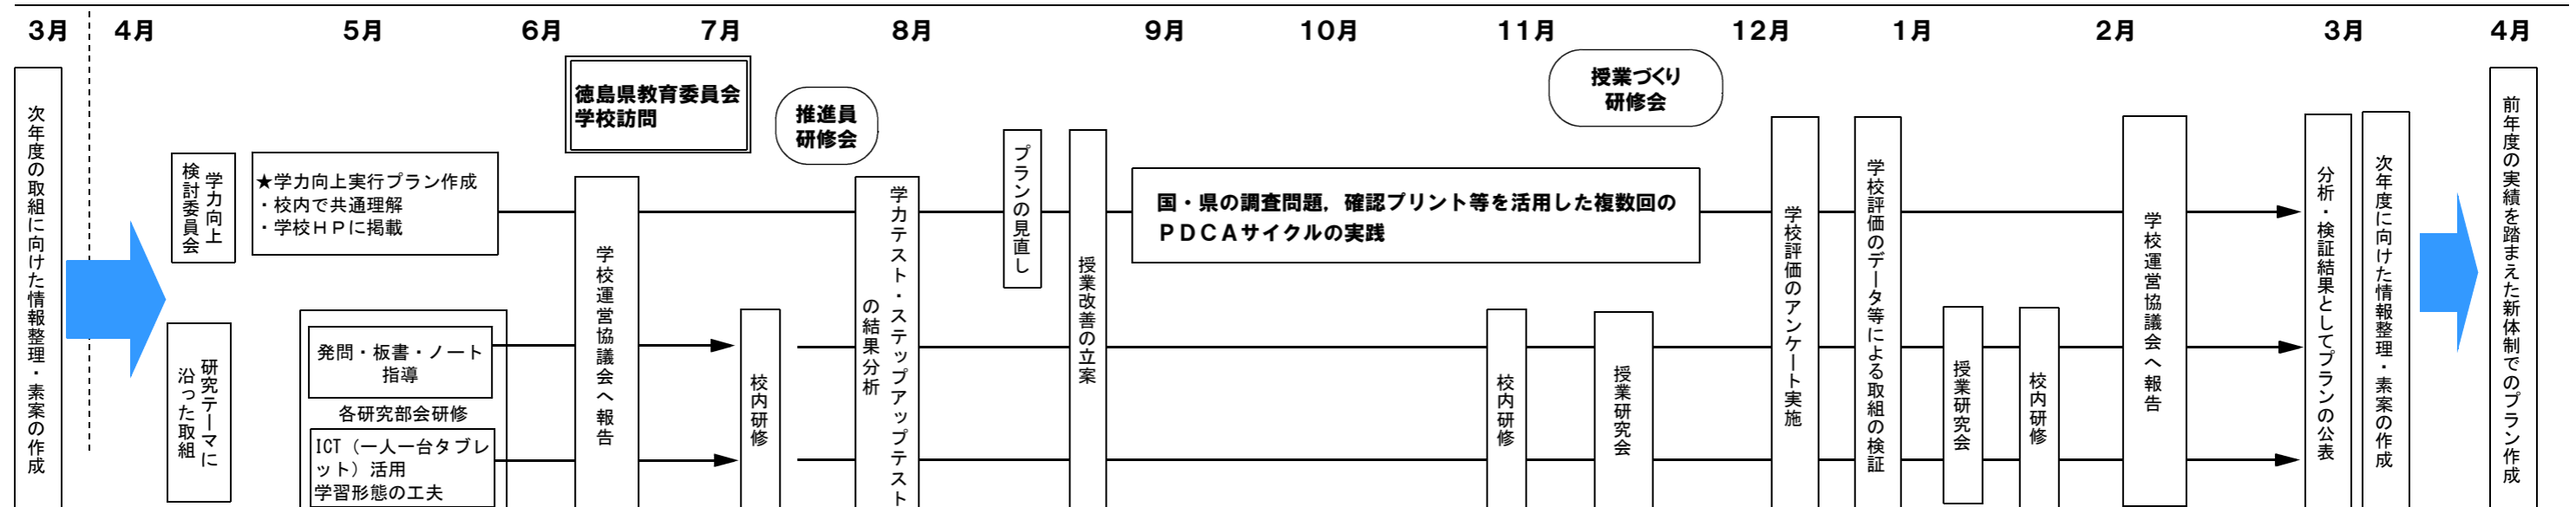 3月 4月 5月 6月 7月 8月 9月 10月 11月 12月 1月 2月 3月 4月
次年度の取組に向けた情報整理・素案の作成
学力向上
検討委員会
★学力向上実行プラン作成
・校内で共通理解
・学校HPに掲載
研究テーマに
沿った取組
発問・板書・ノート
指導
各研究部会研修
ICT（一人一台タブレ
ット）活用
学習形態の工夫
徳島県教育委員会
学校訪問
学校運営協議会へ報告
推進員
研修会
校内研修
学力テスト・ステップアップテスト
の結果分析
プランの見直し
授業改善の立案
国・県の調査問題，確認プリント等を活用した複数回の
PDCAサイクルの実践
授業づくり
研修会
校内研修
授業研究会
学校評価のアンケート実施
学校評価のデータ等による取組の検証
授業研究会
校内研修
学校運営協議会へ報告
分析・検証結果としてプランの公表
次年度に向けた情報整理・素案の作成
前年度の実績を踏まえた新体制でのプラン作成